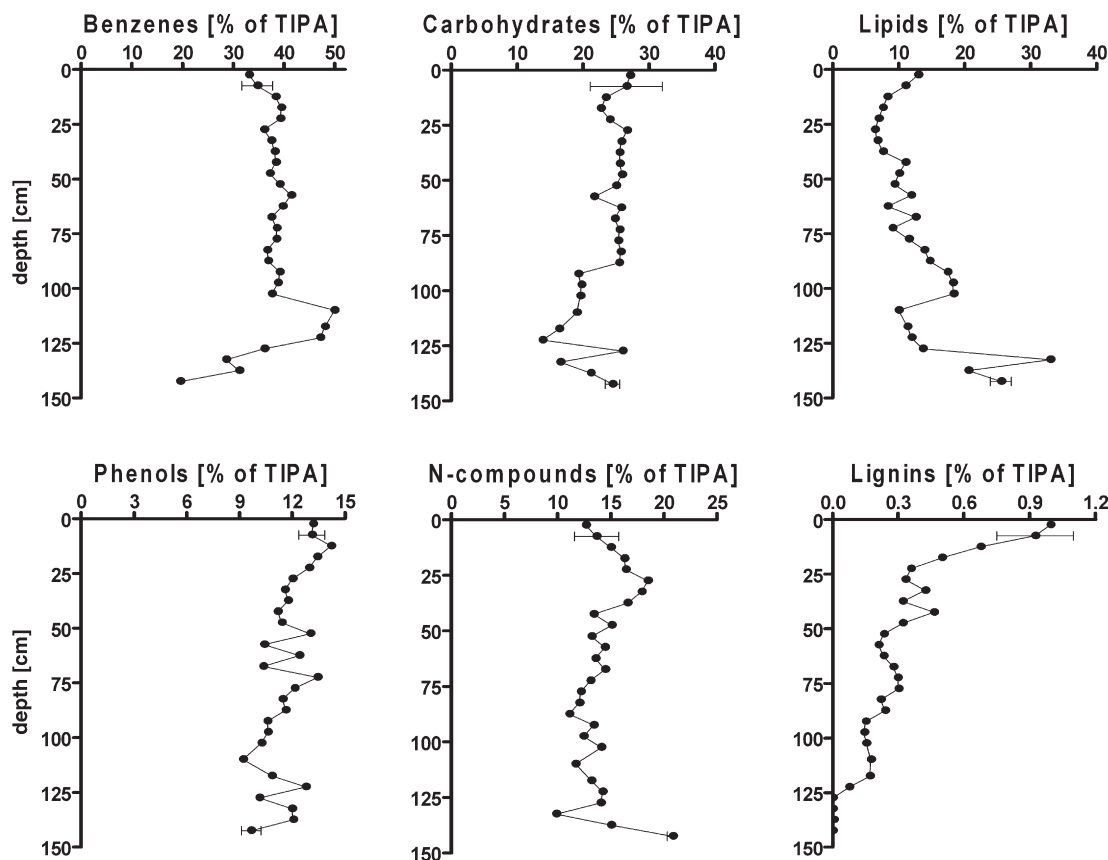 Benzenes [% of TIPA] Carbohydrates [% of TIPA] Lipids [% of TIPA]
0 10 20 30 40 50 0 10 20 30 40 0 10 20 30 40
0 0 0
25 25 25
50 50 50
75 75 75
100 100 100
125 125 125
150 150 150
depth [cm]
Phenols [% of TIPA] N-compounds [% of TIPA] Lignins [% of TIPA]
0 3 6 9 12 15 0 5 10 15 20 25 0.0 0.3 0.6 0.9 1.2
0 0 0
25 25 25
50 50 50
75 75 75
100 100 100
125 125 125
150 150 150
depth [cm]